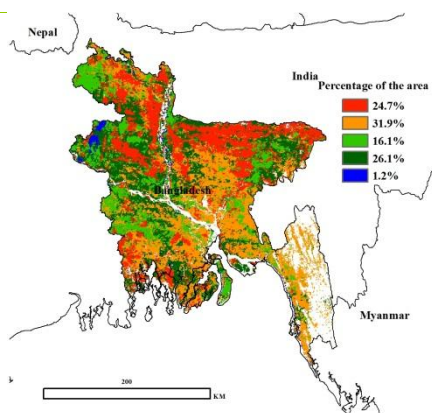 Nepal
India
Percentage of the area
24.7%
31.9%
16.1%
26.1%
1.2%
Bangladesh
Myanmar
200
KM